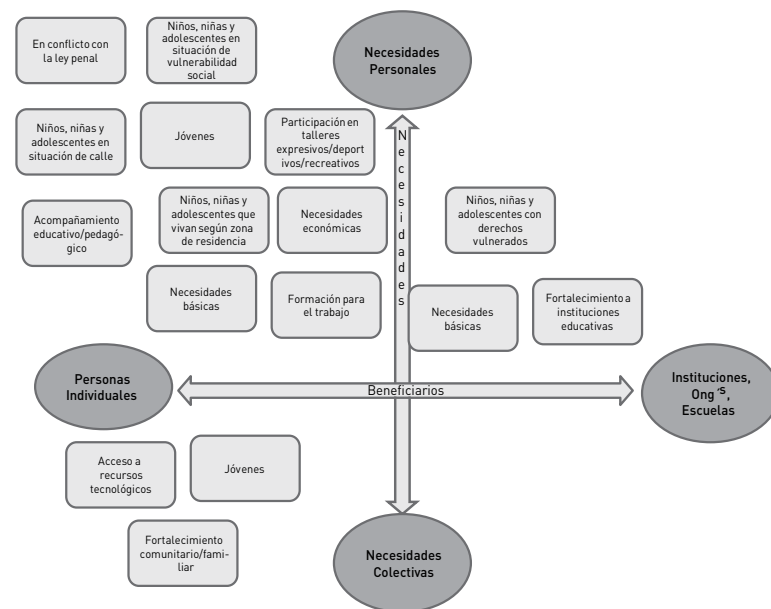 En conflicto con
la ley penal
Niños, niñas y
adolescentes en
situación de
vulnerabilidad
social
Necesidades
Personales
Niños, niñas y
adolescentes en
situación de calle
Jóvenes
Participación en
talleres
expresivos/deport
ivos/recreativos
Necesidades
Acompañamiento
educativo/pedagó-
gico
Niños, niñas y
adolescentes que
vivan según zona
de residencia
Necesidades
económicas
Niños, niñas y
adolescentes con
derechos
vulnerados
Necesidades
básicas
Formación para
el trabajo
Necesidades
básicas
Fortalecimiento a
instituciones
educativas
Personas
Individuales
Beneficiarios
Instituciones,
Ong´s,
Escuelas
Acceso a
recursos
tecnológicos
Jóvenes
Fortalecimiento
comunitario/fami-
liar
Necesidades
Colectivas